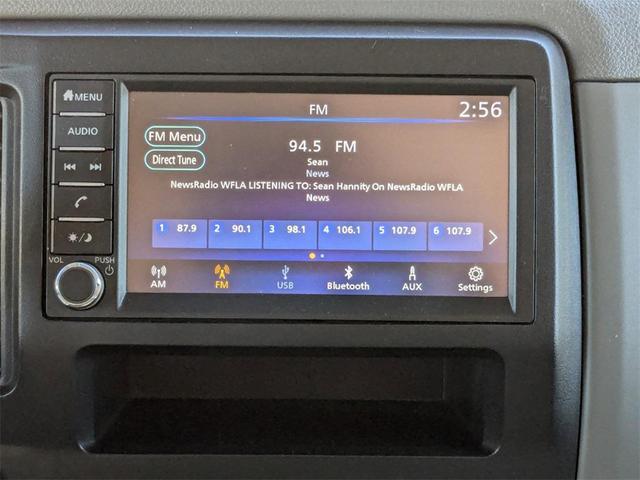 FM
2:56
MENU
AUDIO
VOL
PUSH
FM Menu
Direct Tune
94.5 FM
Sean
News
NewsRadio WFLA LISTENING TO: Sean Hannity On NewsRadio WFLA
News
1 87.9 2 90.1 3 98.1 4 106.1 5 107.9 6 107.9
AM FM USB Bluetooth AUX Settings